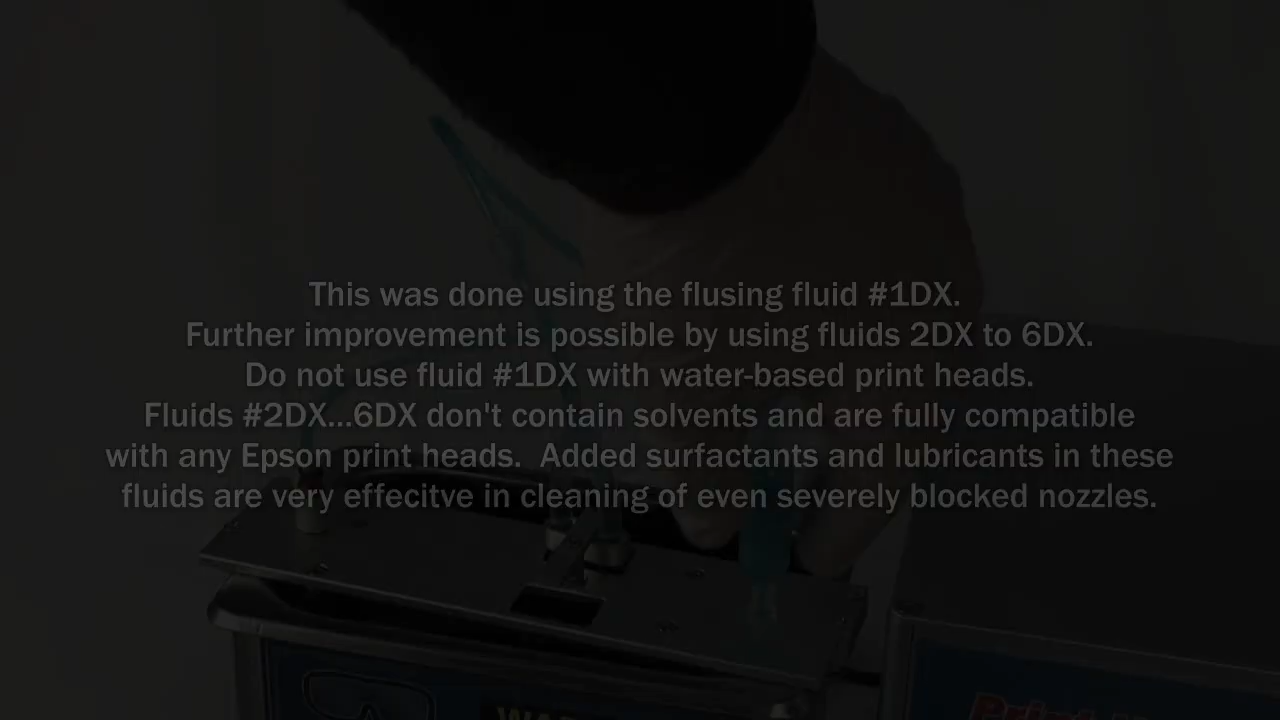 This was done using the flusing fluid #1DX.
Further improvement is possible by using fluids 2DX to 6DX.
Do not use fluid #1DX with water-based print heads.
Fluids #2DX...6DX don't contain solvents and are fully compatible
with any Epson print heads.  Added surfactants and lubricants in these
fluids are very effecitve in cleaning of even severely blocked nozzles.